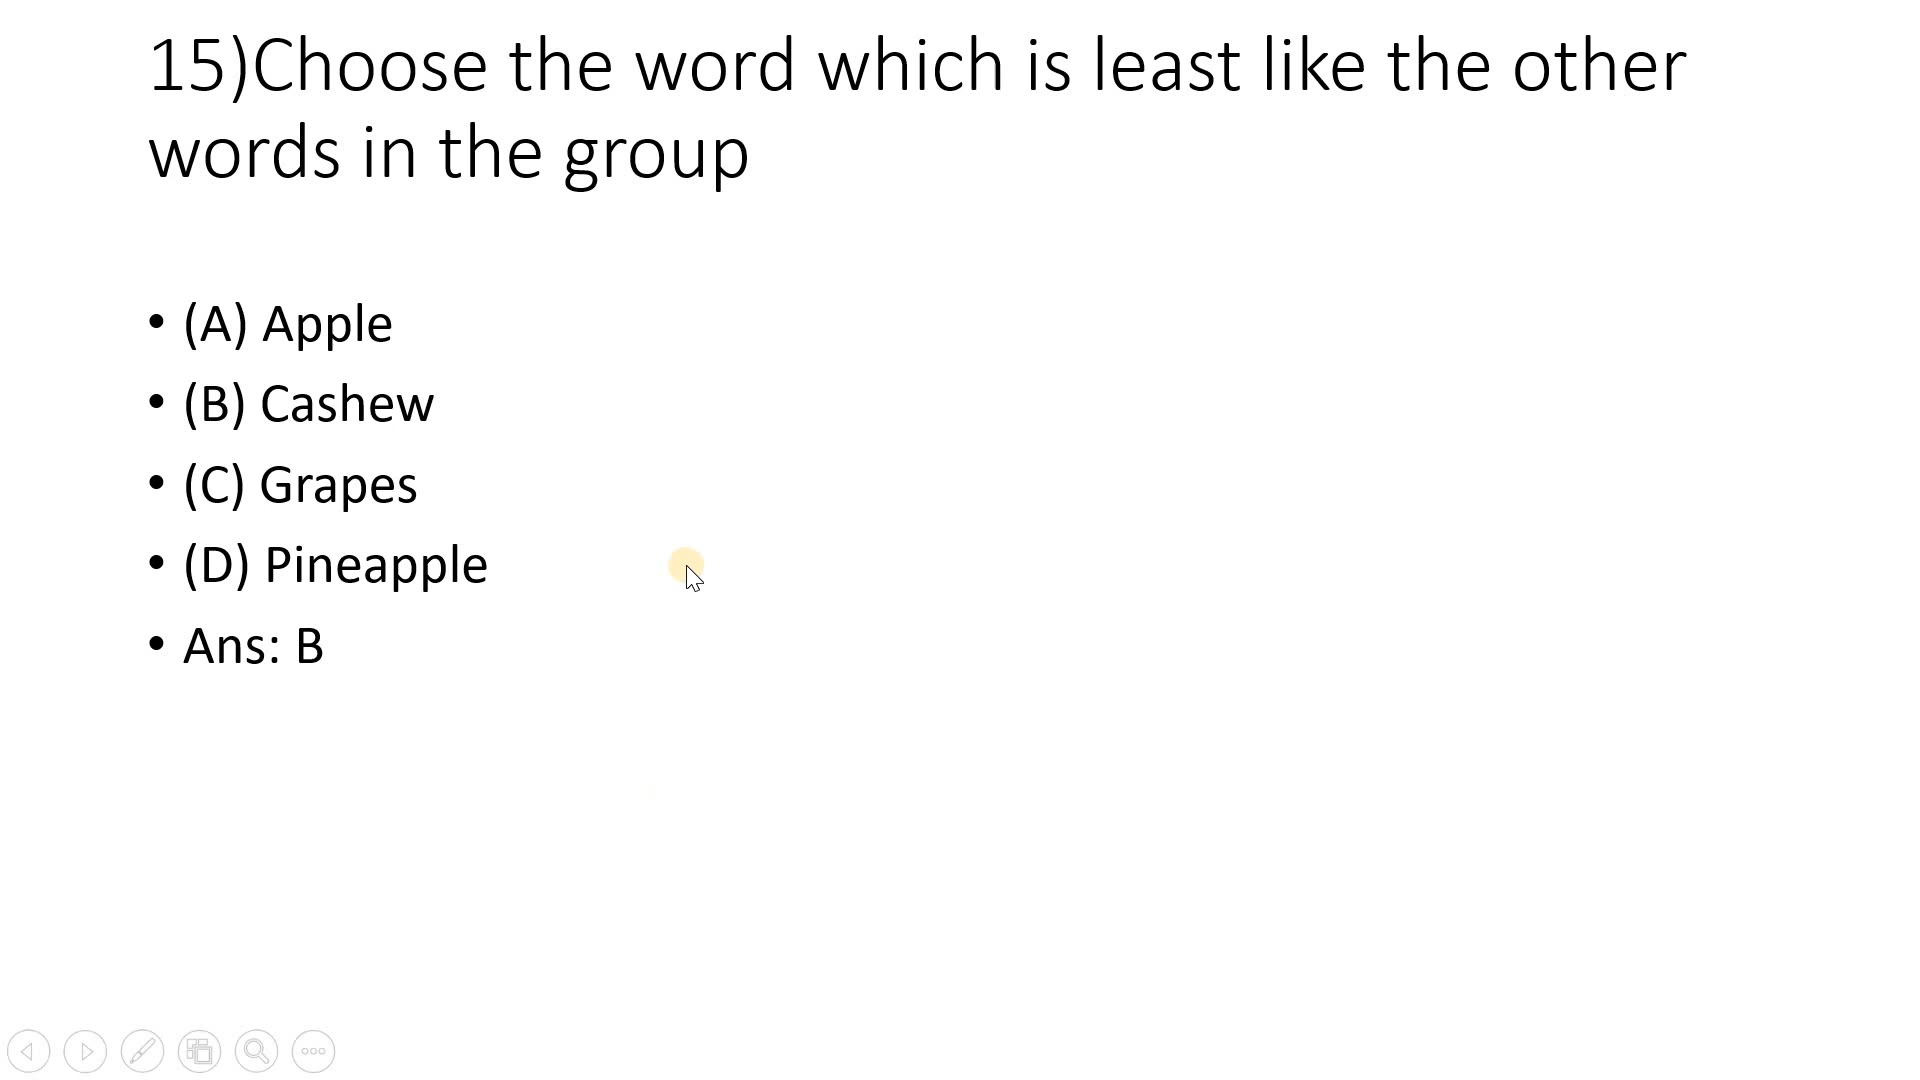 15)Choose the word which is least like the other
words in the group
• (A) Apple
• (B) Cashew
• (C) Grapes
• (D) Pineapple
• Ans: B